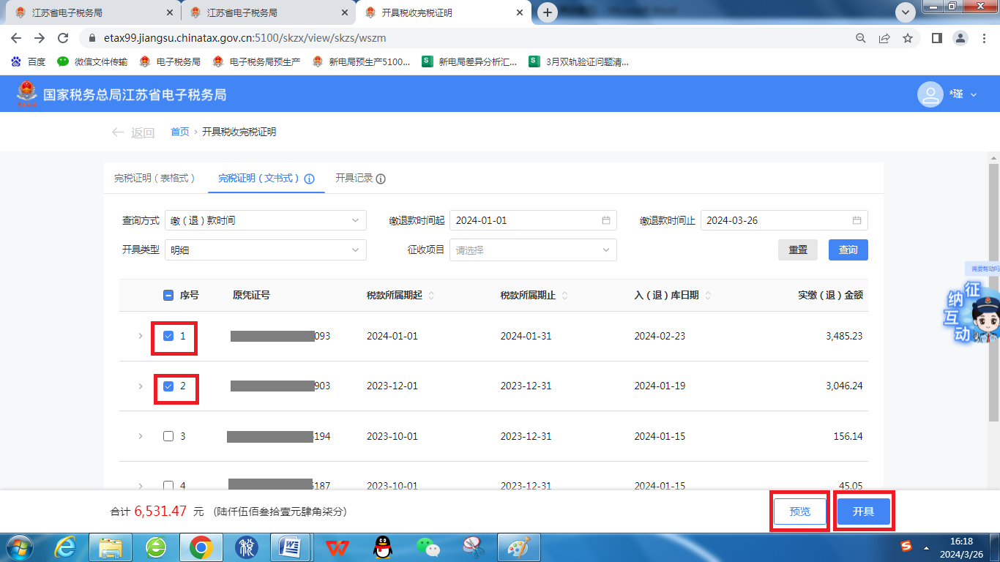 江苏省电子税务局
江苏省电子税务局
开具税收完税证明
etax99.jiangsu.chinatax.gov.cn:5100/skzx/view/skzs/wszm
百度
微信文件传输
电子税务局
电子税务局预生产
新电局预生产5100...
新电局差异分析汇...
3月双轨验证问题清...
国家税务总局江苏省电子税务局
*瑾
返回
首页 › 开具税收完税证明
完税证明（表格式）
完税证明（文书式）
开具记录
查询方式 缴（退）款时间
缴退款时间起 2024-01-01
缴退款时间止 2024-03-26
开具类型 明细
征收项目 请选择
重置
查询
序号 原凭证号 税款所属期起 税款所属期止 入（退）库日期 实缴（退）金额
1 093 2024-01-01 2024-01-31 2024-02-23 3,485.23
2 903 2023-12-01 2023-12-31 2024-01-19 3,046.24
3 194 2023-10-01 2023-12-31 2024-01-15 156.14
4 187 2023-10-01 2023-12-31 2024-01-15 45.05
需要帮助吗
征纳互动
合计 6,531.47 元 （陆仟伍佰叁拾壹元肆角柒分）
预览
开具
16:18
2024/3/26